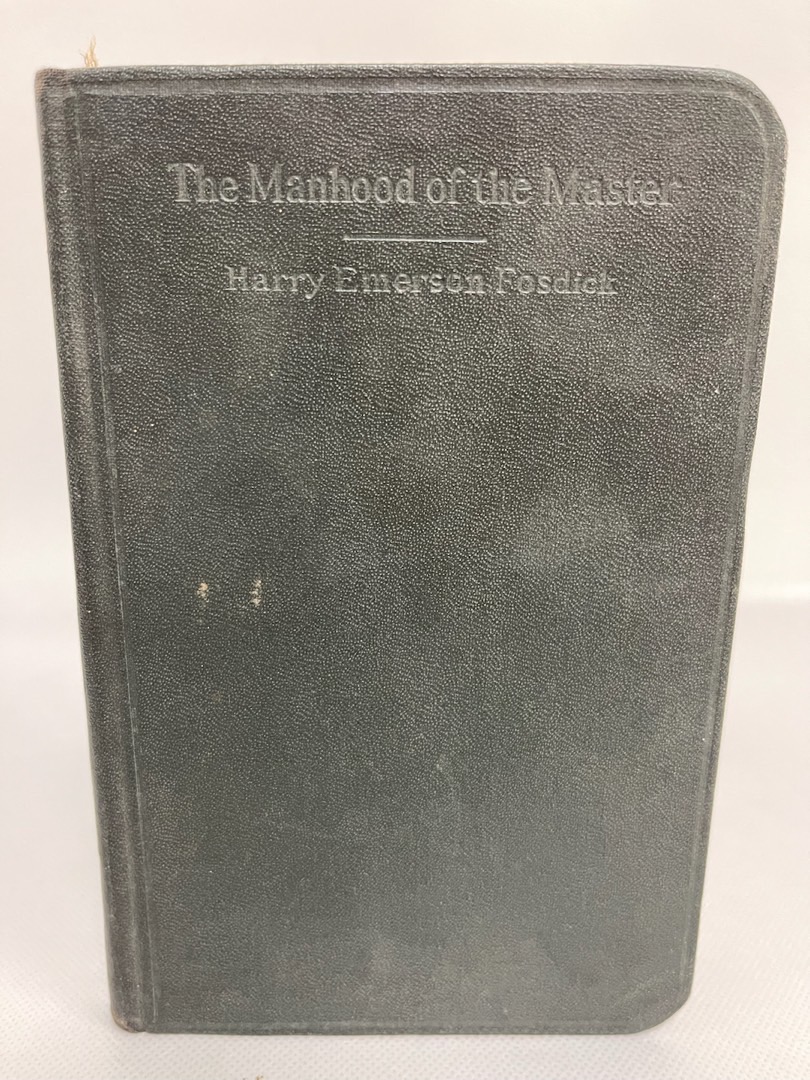 The Manhood of the Master
Harry Emerson Fosdick